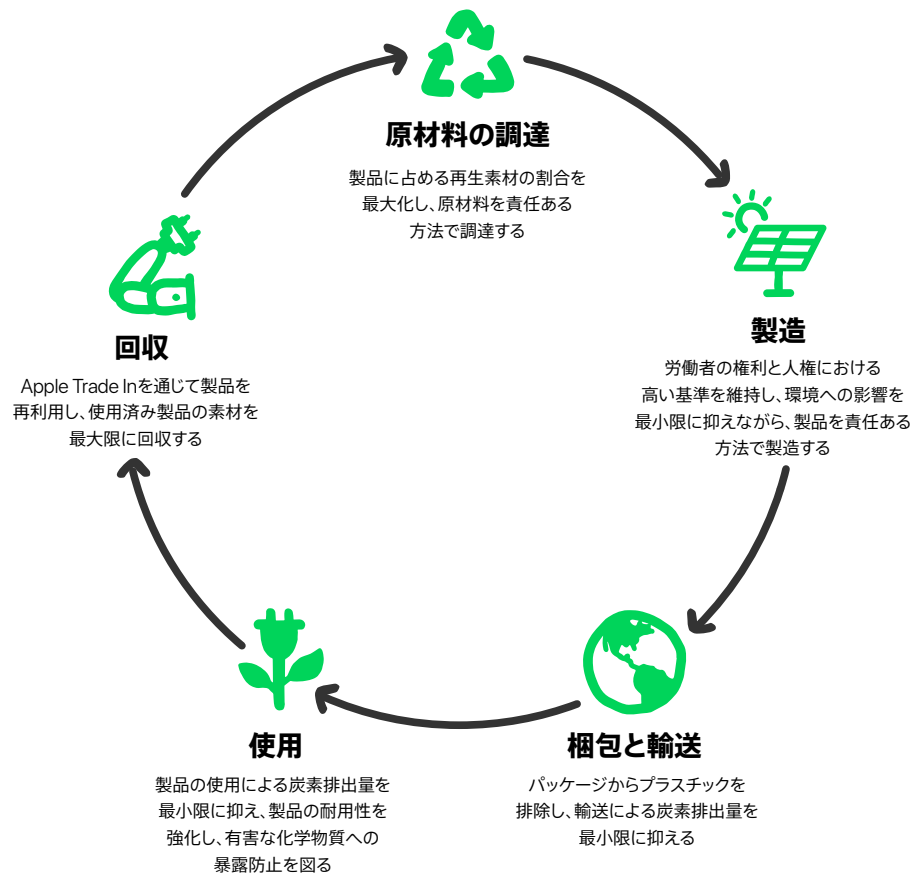 原材料の調達
製品に占める再生素材の割合を
最大化し、原材料を責任ある
方法で調達する
製造
労働者の権利と人権における
高い基準を維持し、環境への影響を
最小限に抑えながら、製品を責任ある
方法で製造する
梱包と輸送
パッケージからプラスチックを
排除し、輸送による炭素排出量を
最小限に抑える
使用
製品の使用による炭素排出量を
最小限に抑え、製品の耐用性を
強化し、有害な化学物質への
暴露防止を図る
回収
Apple Trade Inを通じて製品を
再利用し、使用済み製品の素材を
最大限に回収する